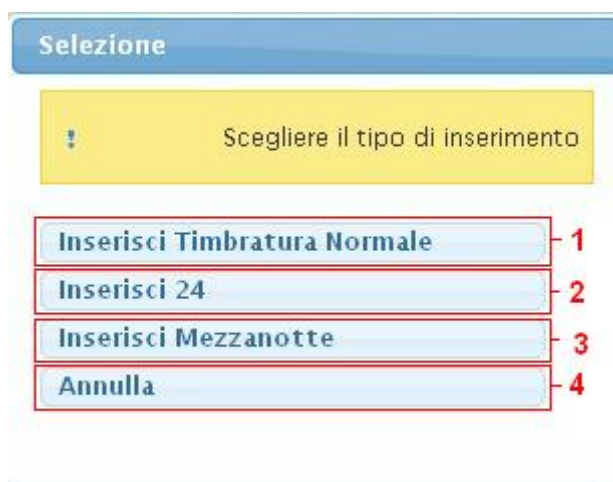 Selezione
! Scegliere il tipo di inserimento
Inserisci Timbratura Normale 1
Inserisci 24 2
Inserisci Mezzanotte 3
Annulla 4